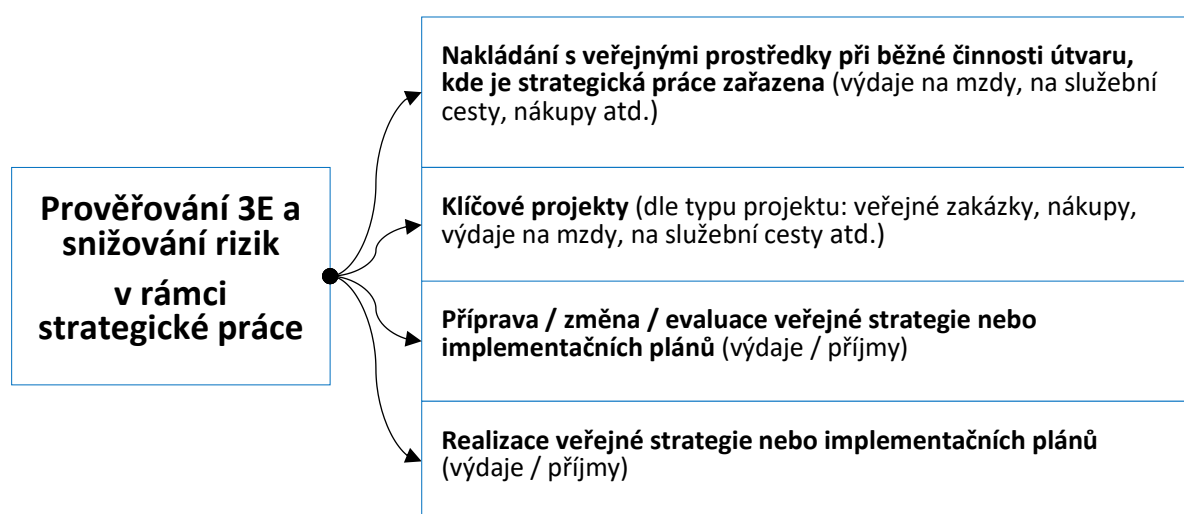 Prověřování 3E a
snižování rizik
v rámci
strategické práce
Nakládání s veřejnými prostředky při běžné činnosti útvaru,
kde je strategická práce zařazena (výdaje na mzdy, na služební
cesty, nákupy atd.)
Klíčové projekty (dle typu projektu: veřejné zakázky, nákupy,
výdaje na mzdy, na služební cesty atd.)
Příprava / změna / evaluace veřejné strategie nebo
implementačních plánů (výdaje / příjmy)
Realizace veřejné strategie nebo implementačních plánů
(výdaje / příjmy)